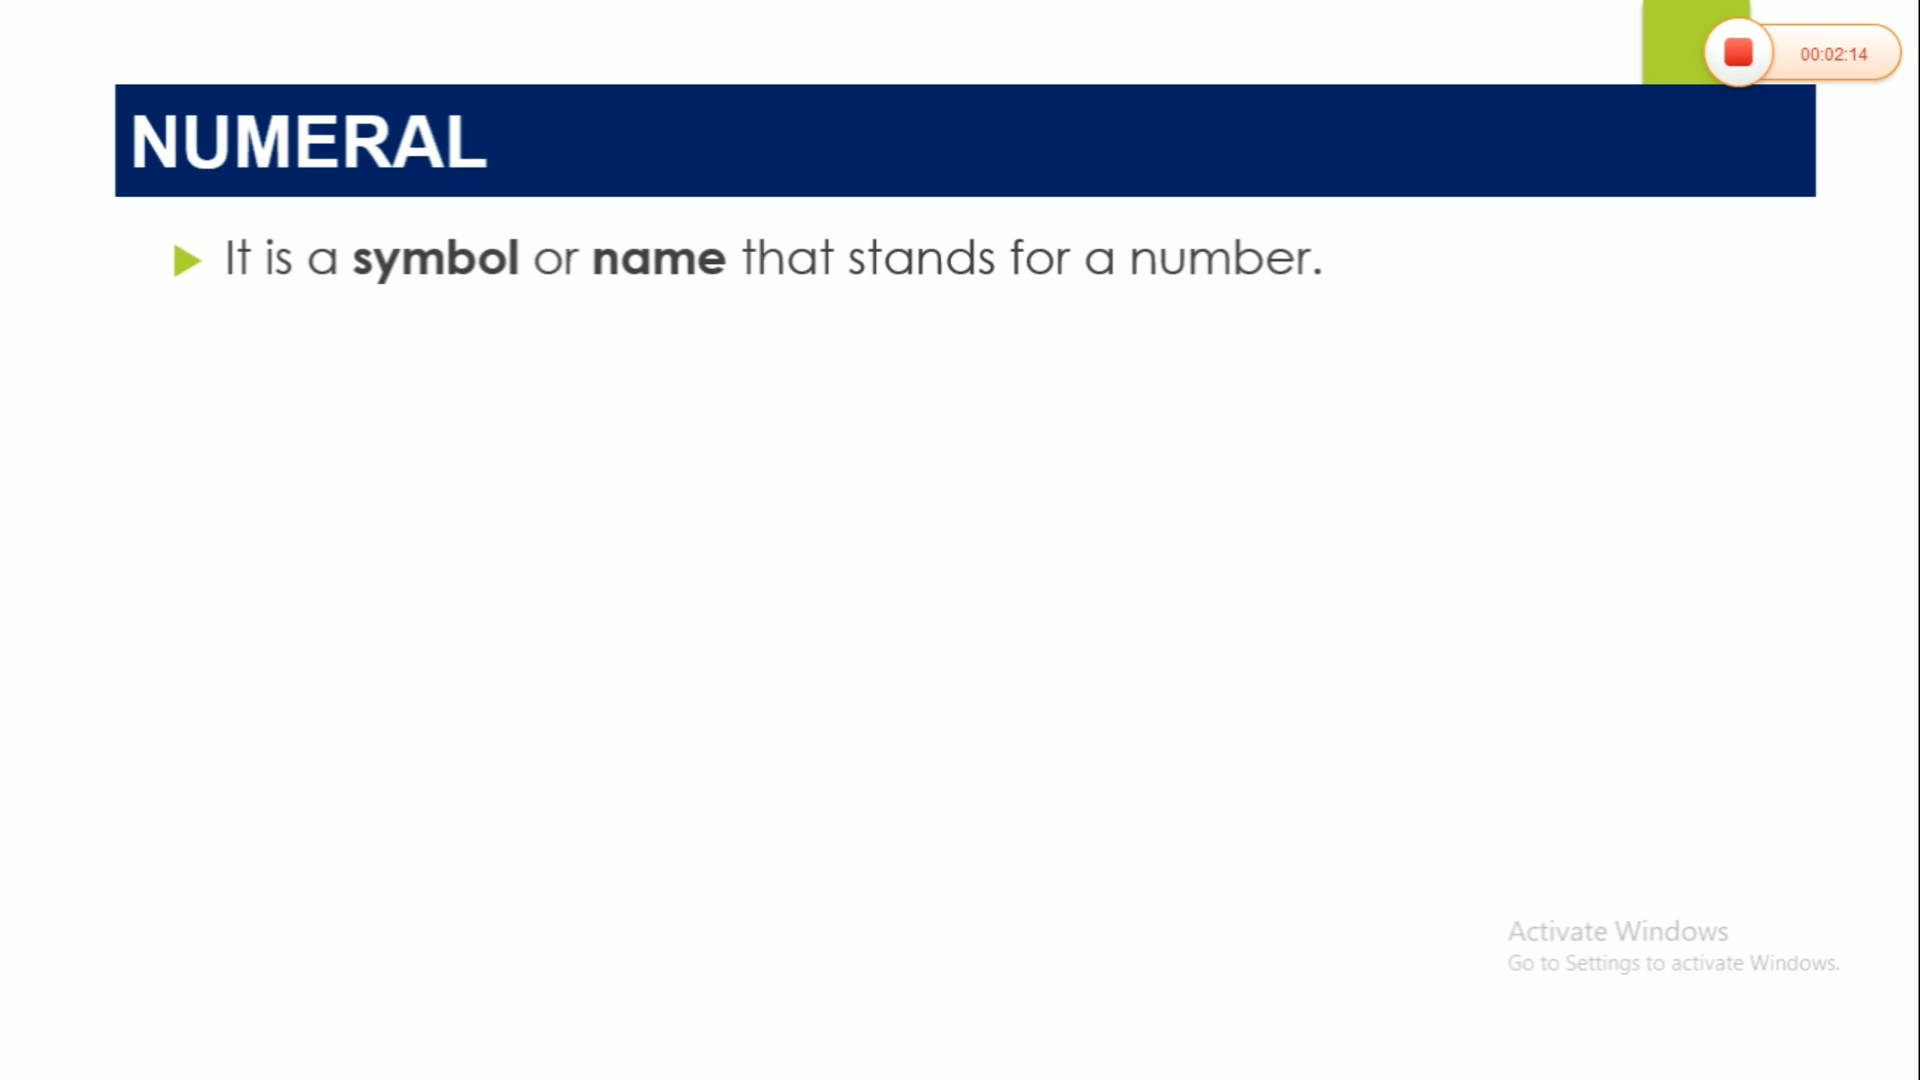 00:02:14
NUMERAL
It is a symbol or name that stands for a number.
Activate Windows
Go to Settings to activate Windows.